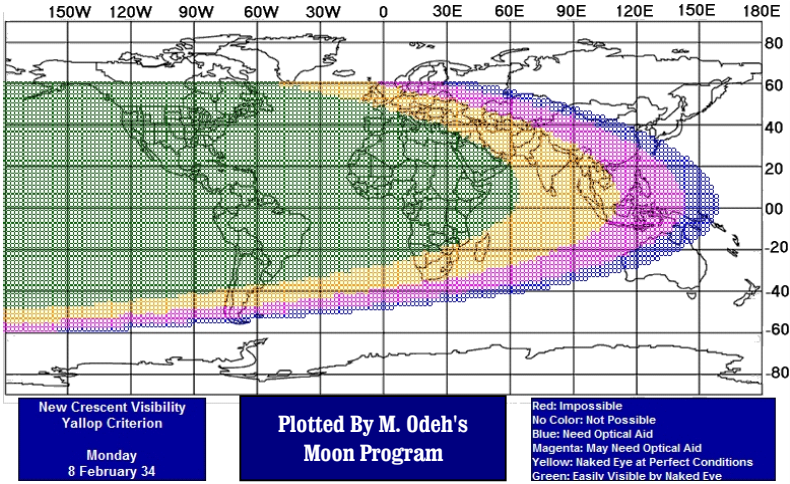 150W 120W 90W 60W 30W 0 30E 60E 90E 120E 150E 180E
80
60
40
20
00
-20
-40
-60
-80
New Crescent Visibility
Yallop Criterion
Monday
8 February 34
Plotted By M. Odeh's
Moon Program
Red: Impossible
No Color: Not Possible
Blue: Need Optical Aid
Magenta: May Need Optical Aid
Yellow: Naked Eye at Perfect Conditions
Green: Easily Visible by Naked Eye